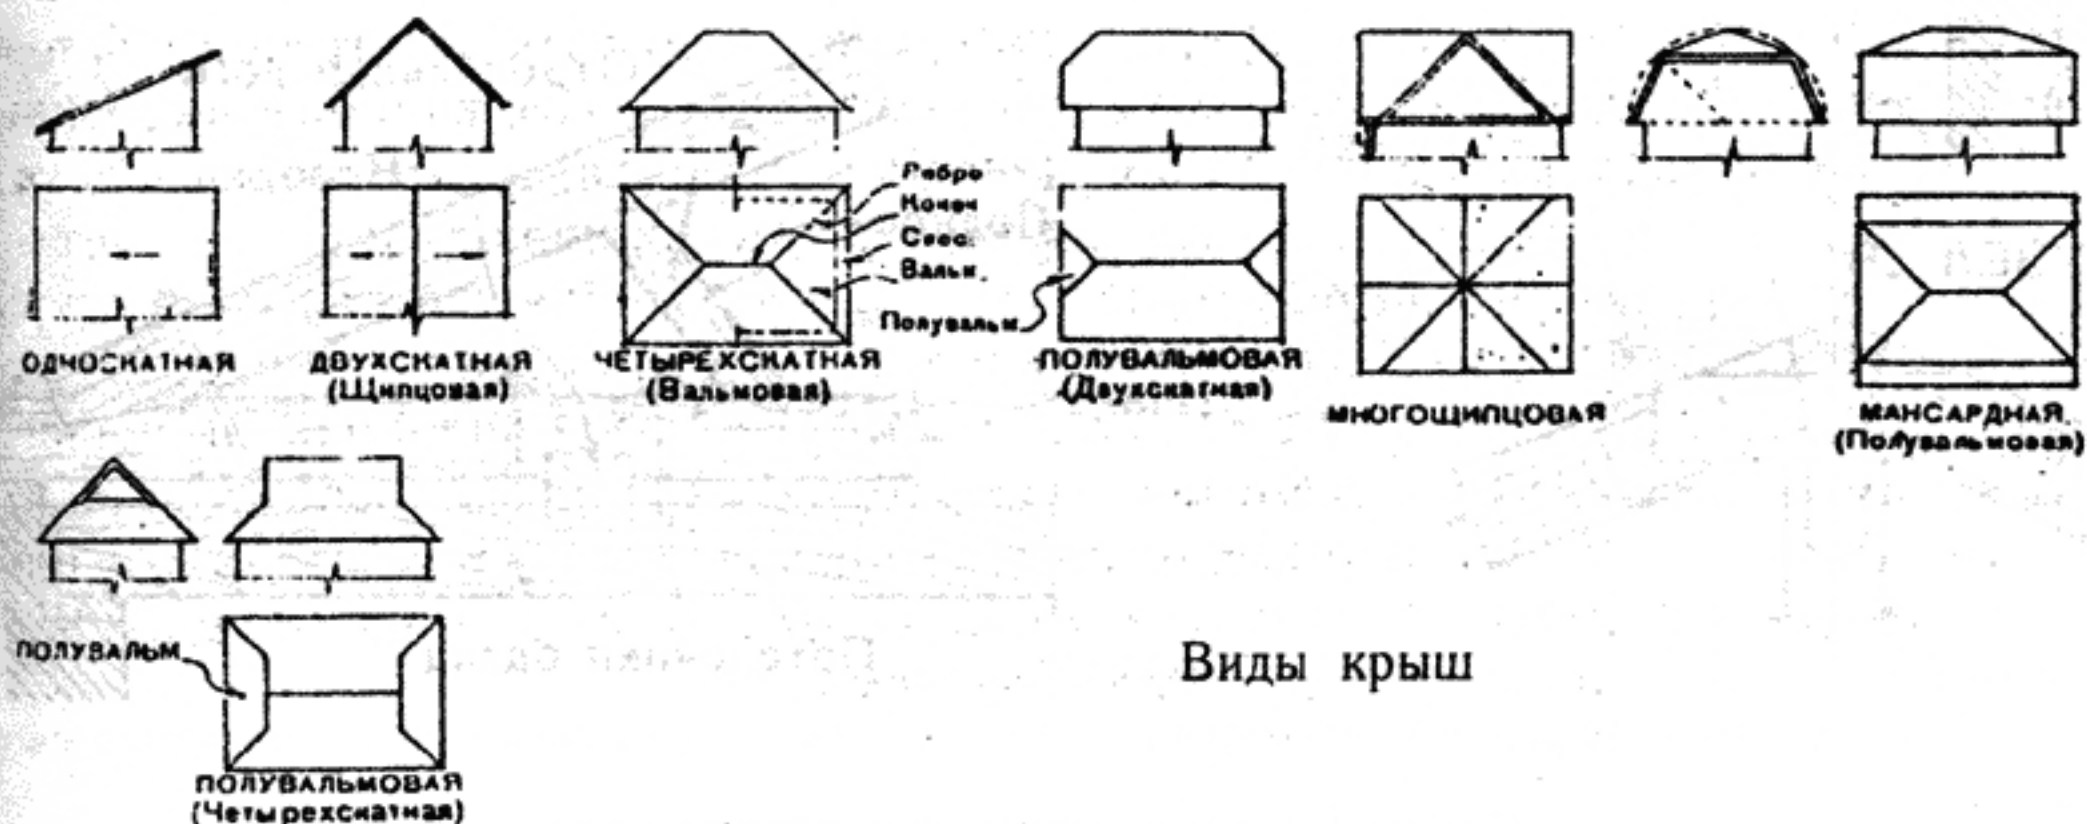 Ребро
Конек
Свес.
Вальм.
Полувальм
ОДНОСКАТНАЯ
ДВУХСКАТНАЯ
(Щипцовая)
ЧЕТЫРЕХСКАТНАЯ
(Вальмовая)
ПОЛУВАЛЬМОВАЯ
(Двухскатная)
МНОГОЩИПЦОВАЯ
МАНСАРДНАЯ.
(Полувальмовая)
ПОЛУВАЛЬМ
ПОЛУВАЛЬМОВАЯ
(Четырехскатная)
Виды крыш